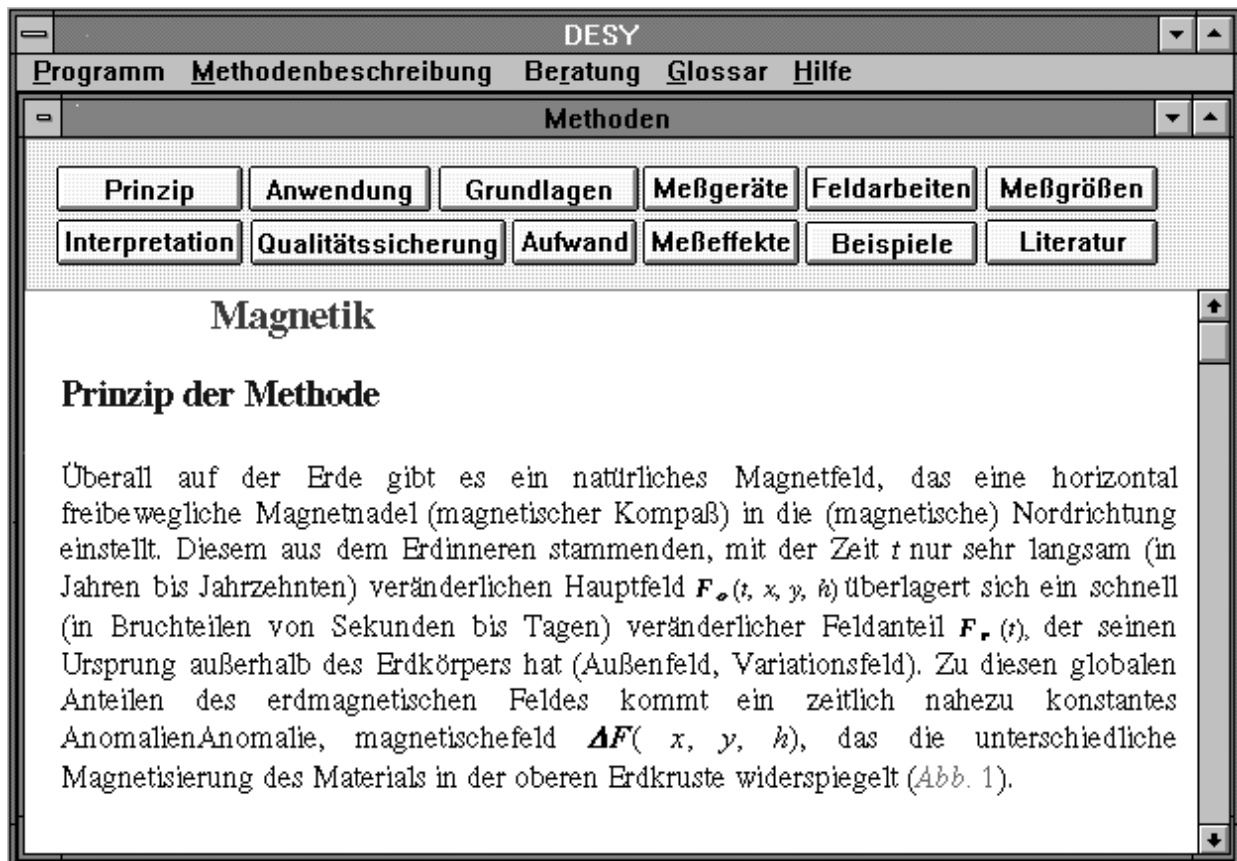 DESY
Programm Methodenbeschreibung Beratung Glossar Hilfe
Methoden
Prinzip Anwendung Grundlagen Meßgeräte Feldarbeiten Meßgrößen
Interpretation Qualitätssicherung Aufwand Meßeffekte Beispiele Literatur
Magnetik
Prinzip der Methode
Überall auf der Erde gibt es ein natürliches Magnetfeld, das eine horizontal
freibewegliche Magnetnadel (magnetischer Kompaß) in die (magnetische) Nordrichtung
einstellt. Diesem aus dem Erdinneren stammenden, mit der Zeit t nur sehr langsam (in
Jahren bis Jahrzehnten) veränderlichen Hauptfeld Fₒ (t, x, y, h) überlagert sich ein schnell
(in Bruchteilen von Sekunden bis Tagen) veränderlicher Feldanteil F (t), der seinen
Ursprung außerhalb des Erdkörpers hat (Außenfeld, Variationsfeld). Zu diesen globalen
Anteilen des erdmagnetischen Feldes kommt ein zeitlich nahezu konstantes
AnomalienAnomalie, magnetischefeld ΔF( x, y, h), das die unterschiedliche
Magnetisierung des Materials in der oberen Erdkruste widerspiegelt (Abb. 1).